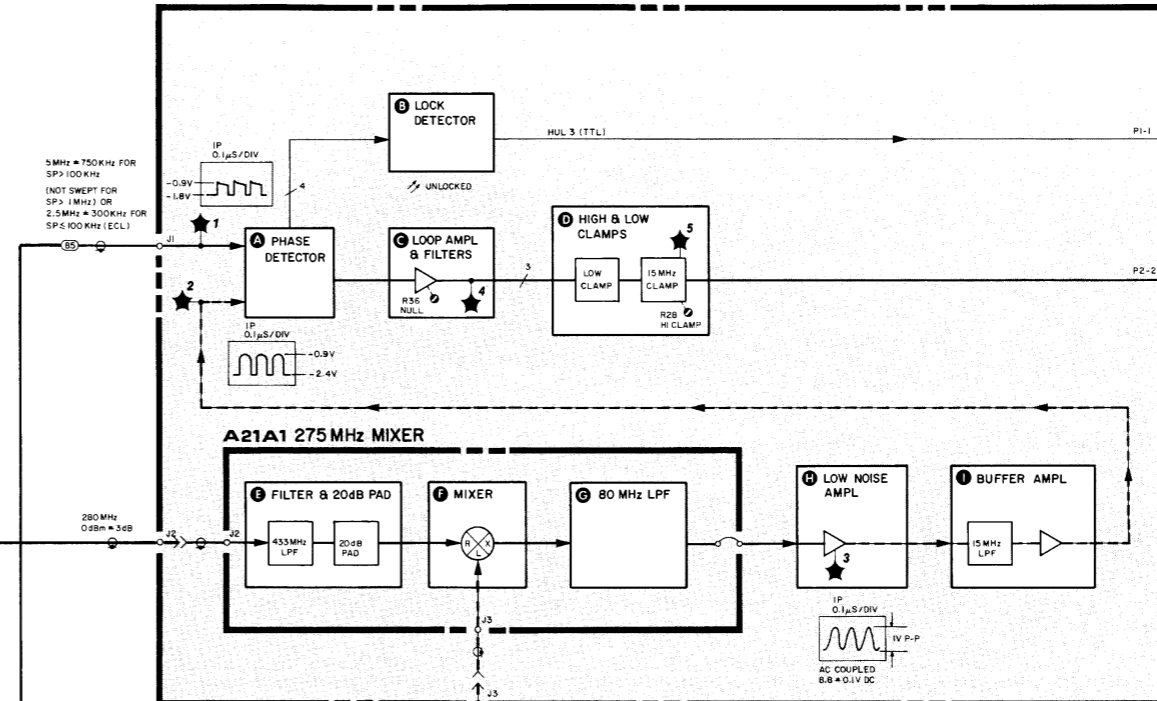 5MHz ± 750KHz FOR
SP> 100 KHz
(NOT SWEPT FOR
SP> 1MHz) OR
2.5MHz ± 300KHz FOR
SP≤ 100KHz (ECL)
85
J1
1P
0.1µS/DIV
-0.9V
-1.8V
1
2
4
A PHASE
DETECTOR
1P
0.1µS/DIV
-0.9V
-2.4V
B LOCK
DETECTOR
UNLOCKED
HUL 3 (TTL)
P1-1
C LOOP AMPL
& FILTERS
R36
NULL
4
3
D HIGH & LOW
CLAMPS
5
LOW
CLAMP
15MHz
CLAMP
R28
HI CLAMP
P2-2
A21A1 275MHz MIXER
280MHz
0dBm ± 3dB
J2
J2
E FILTER & 20dB PAD
433MHz
LPF
20dB
PAD
F MIXER
R
X
L
J3
J3
G 80 MHz LPF
H LOW NOISE
AMPL
3
1P
0.1µS/DIV
1V P-P
AC COUPLED
8.8 ± 0.1V DC
I BUFFER AMPL
15MHz
LPF